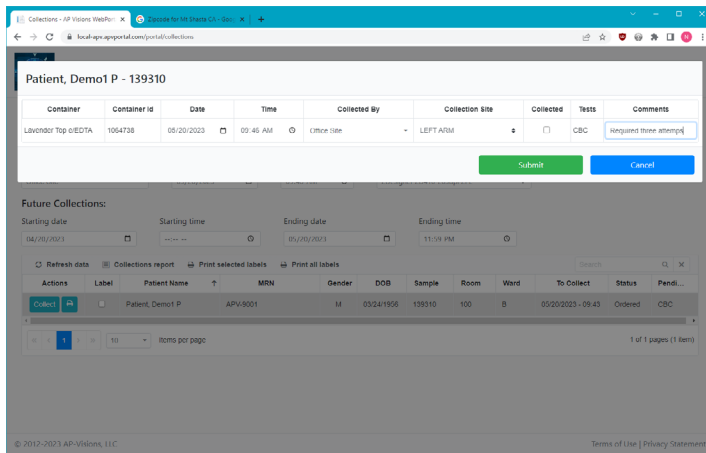 Collections - AP Visions WebPort
Zipcode for Mt Shasta CA - Goog
local-apv.apvportal.com/portal/collections
Patient, Demo1 P - 139310
Container Container Id Date Time Collected By Collection Site Collected Tests Comments
Lavender Top c/EDTA 1064738 05/20/2023 09:46 AM Office Site LEFT ARM CBC Required three attemps
Submit Cancel
Future Collections:
Starting date Starting time Ending date Ending time
04/20/2023 --:-- -- 05/20/2023 11:59 PM
Refresh data Collections report Print selected labels Print all labels Search
Actions Label Patient Name MRN Gender DOB Sample Room Ward To Collect Status Pendi...
Collect Patient, Demo1 P APV-9001 M 03/24/1956 139310 100 B 05/20/2023 - 09:43 Ordered CBC
1 10 items per page 1 of 1 pages (1 item)
© 2012-2023 AP-Visions, LLC Terms of Use | Privacy Statement